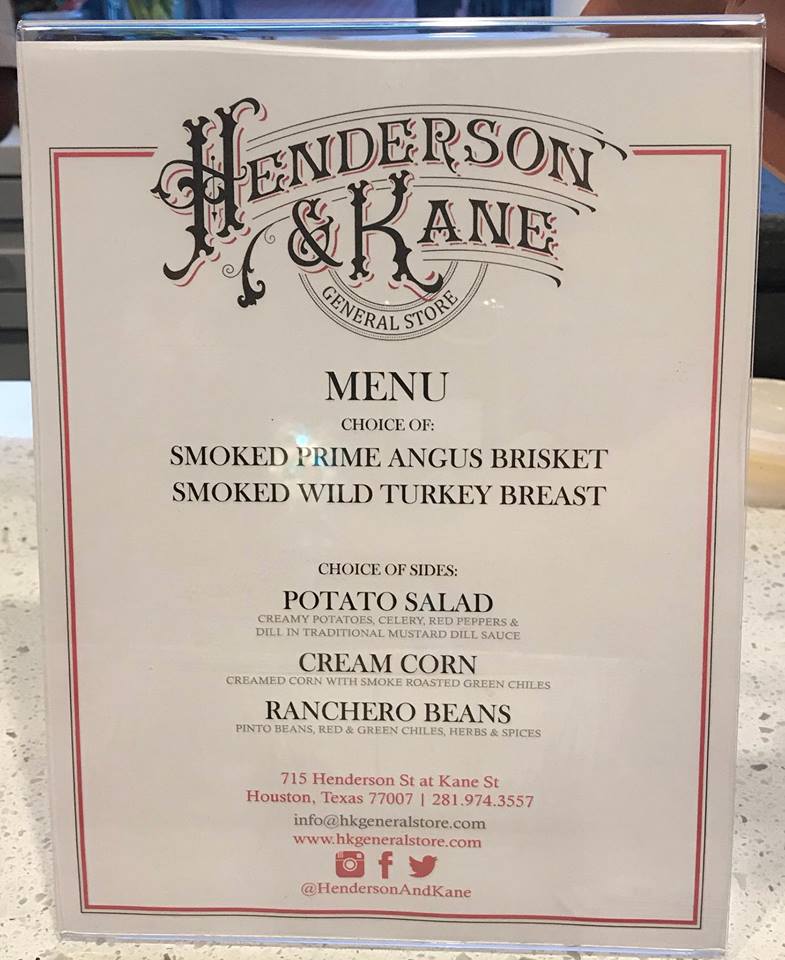 HENDERSON
& KANE
GENERAL STORE
MENU
CHOICE OF:
SMOKED PRIME ANGUS BRISKET
SMOKED WILD TURKEY BREAST
CHOICE OF SIDES:
POTATO SALAD
CREAMY POTATOES, CELERY, RED PEPPERS &
DILL IN TRADITIONAL MUSTARD DILL SAUCE
CREAM CORN
CREAMED CORN WITH SMOKE ROASTED GREEN CHILES
RANCHERO BEANS
PINTO BEANS, RED & GREEN CHILES, HERBS & SPICES
715 Henderson St at Kane St
Houston, Texas 77007 | 281.974.3557
info@hkgeneralstore.com
www.hkgeneralstore.com
@HendersonAndKane